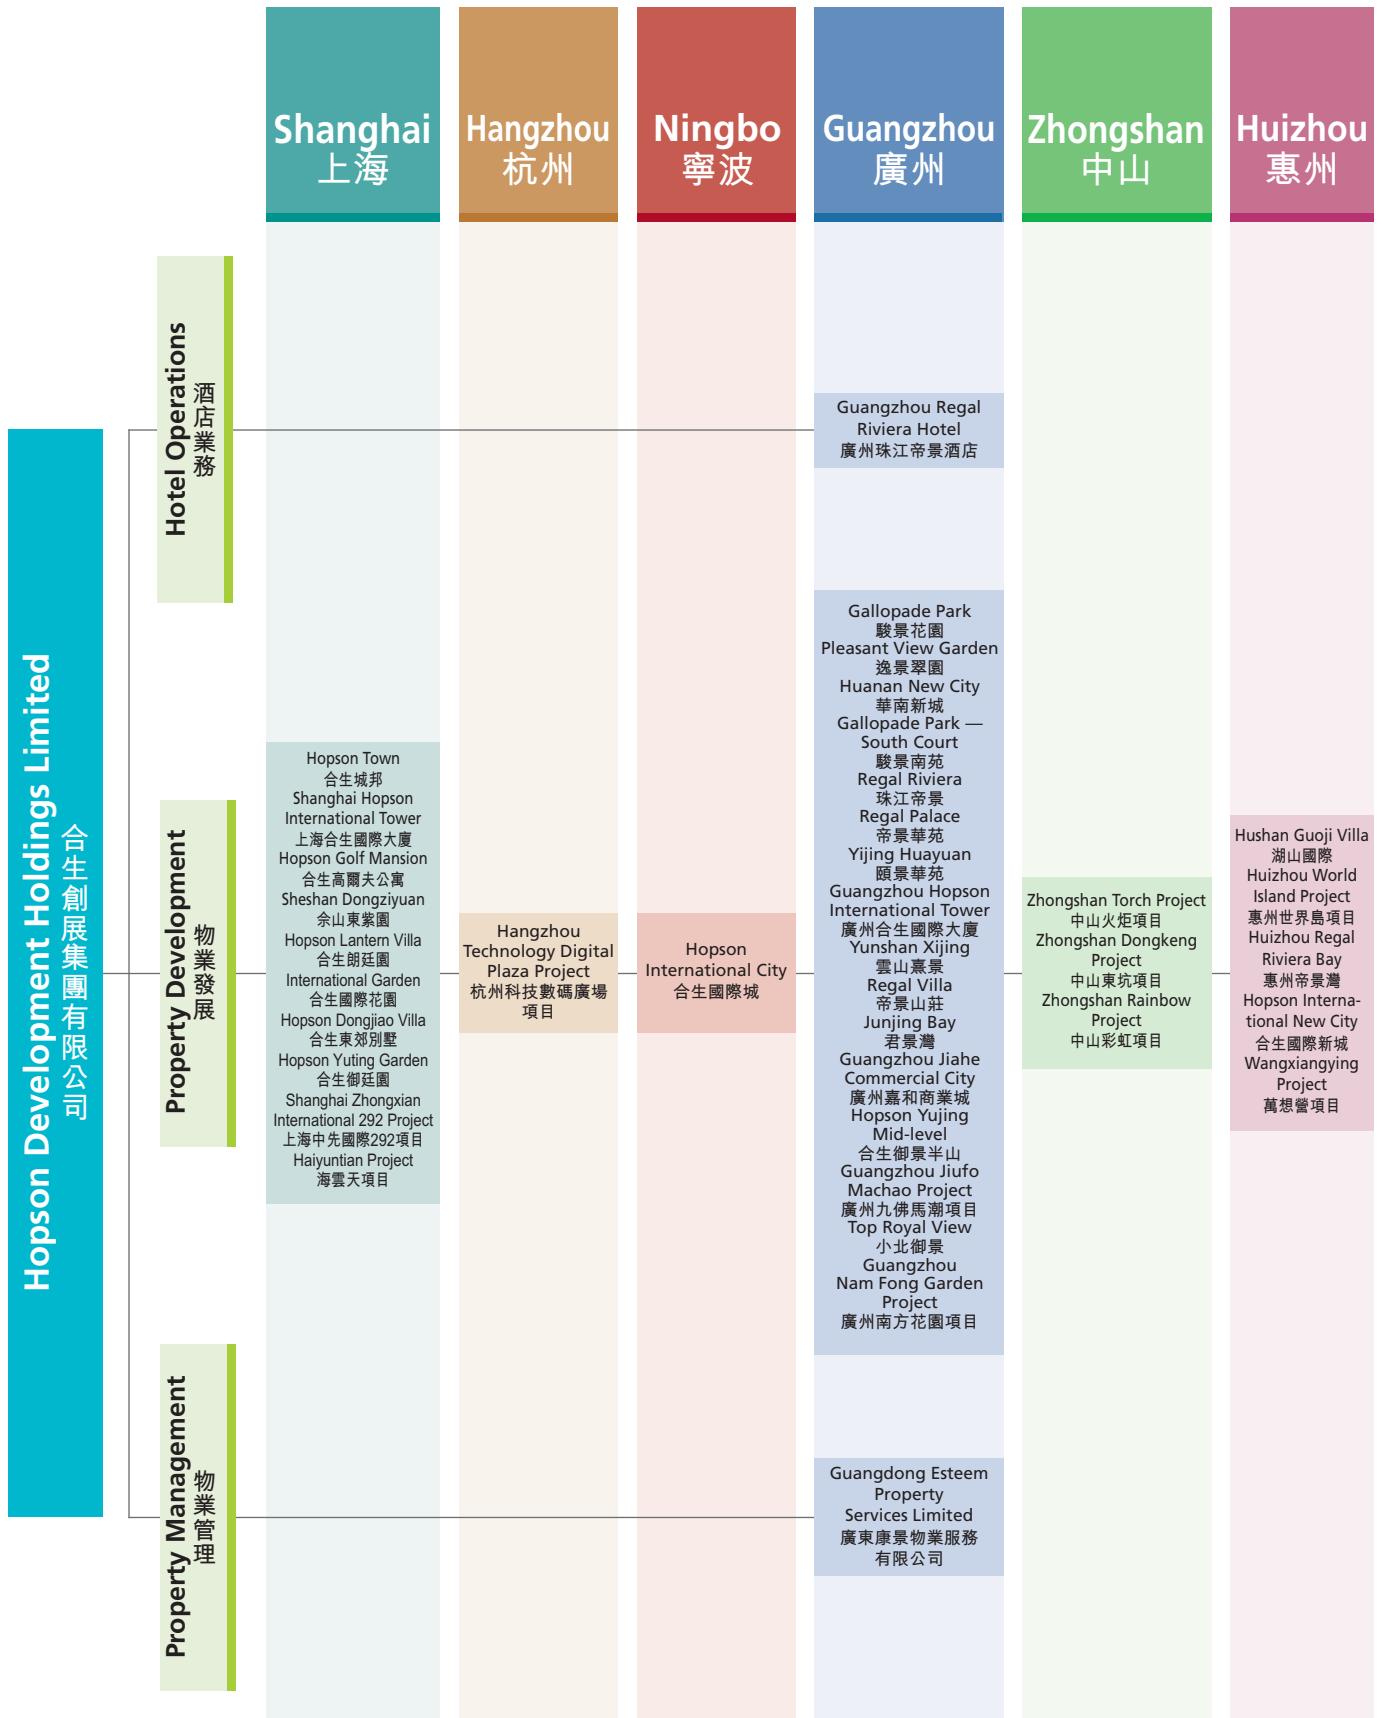 Shanghai
上海
Hangzhou
杭州
Ningbo
寧波
Guangzhou
廣州
Zhongshan
中山
Huizhou
惠州
Hopson Development Holdings Limited
合生創展集團有限公司
Hotel Operations
酒店業務
Guangzhou Regal
Riviera Hotel
廣州珠江帝景酒店
Property Development
物業發展
Hopson Town
合生城邦
Shanghai Hopson
International Tower
上海合生國際大廈
Hopson Golf Mansion
合生高爾夫公寓
Sheshan Dongziyuan
佘山東紫園
Hopson Lantern Villa
合生朗廷園
International Garden
合生國際花園
Hopson Dongjiao Villa
合生東郊別墅
Hopson Yuting Garden
合生御廷園
Shanghai Zhongxian
International 292 Project
上海中先國際292項目
Haiyuntian Project
海雲天項目
Hangzhou
Technology Digital
Plaza Project
杭州科技數碼廣場
項目
Hopson
International City
合生國際城
Gallopade Park
駿景花園
Pleasant View Garden
逸景翠園
Huanan New City
華南新城
Gallopade Park —
South Court
駿景南苑
Regal Riviera
珠江帝景
Regal Palace
帝景華苑
Yijing Huayuan
頤景華苑
Guangzhou Hopson
International Tower
廣州合生國際大廈
Yunshan Xijing
雲山熹景
Regal Villa
帝景山莊
Junjing Bay
君景灣
Guangzhou Jiahe
Commercial City
廣州嘉和商業城
Hopson Yujing
Mid-level
合生御景半山
Guangzhou Jiufo
Machao Project
廣州九佛馬潮項目
Top Royal View
小北御景
Guangzhou
Nam Fong Garden
Project
廣州南方花園項目
Zhongshan Torch Project
中山火炬項目
Zhongshan Dongkeng
Project
中山東坑項目
Zhongshan Rainbow
Project
中山彩虹項目
Hushan Guoji Villa
湖山國際
Huizhou World
Island Project
惠州世界島項目
Huizhou Regal
Riviera Bay
惠州帝景灣
Hopson Interna-
tional New City
合生國際新城
Wangxiangying
Project
萬想營項目
Property Management
物業管理
Guangdong Esteem
Property
Services Limited
廣東康景物業服務
有限公司